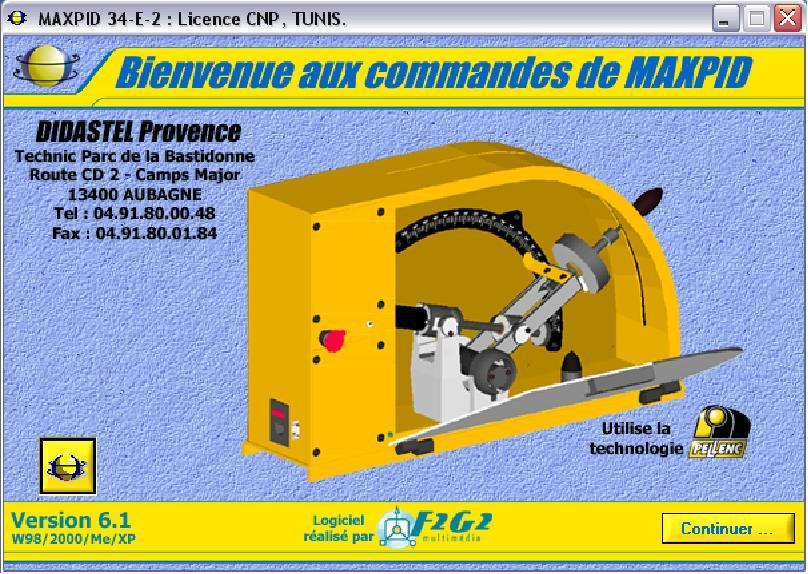 MAXPID 34-E-2 : Licence CNP, TUNIS.
Bienvenue aux commandes de MAXPID
DIDASTEL Provence
Technic Parc de la Bastidonne
Route CD 2 - Camps Major
13400 AUBAGNE
Tel : 04.91.80.00.48
Fax : 04.91.80.01.84
Utilise la
technologie
PELLENC
Version 6.1
W98/2000/Me/XP
Logiciel
réalisé par
F2G2
multimédia
Continuer ...